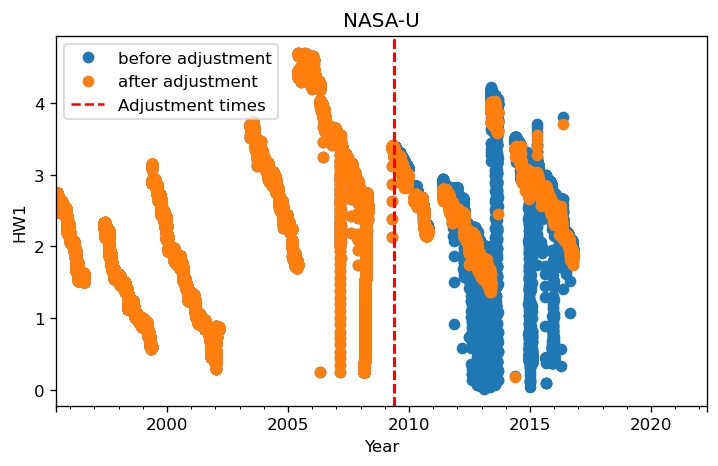 NASA-U
before adjustment
after adjustment
Adjustment times
HW1
4
3
2
1
0
2000 2005 2010 2015 2020
Year